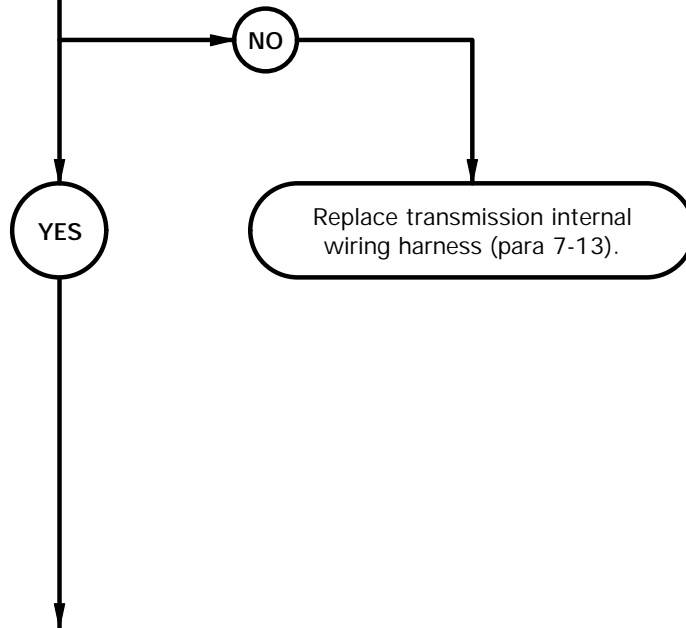 NO
YES
Replace transmission internal
wiring harness (para 7-13).